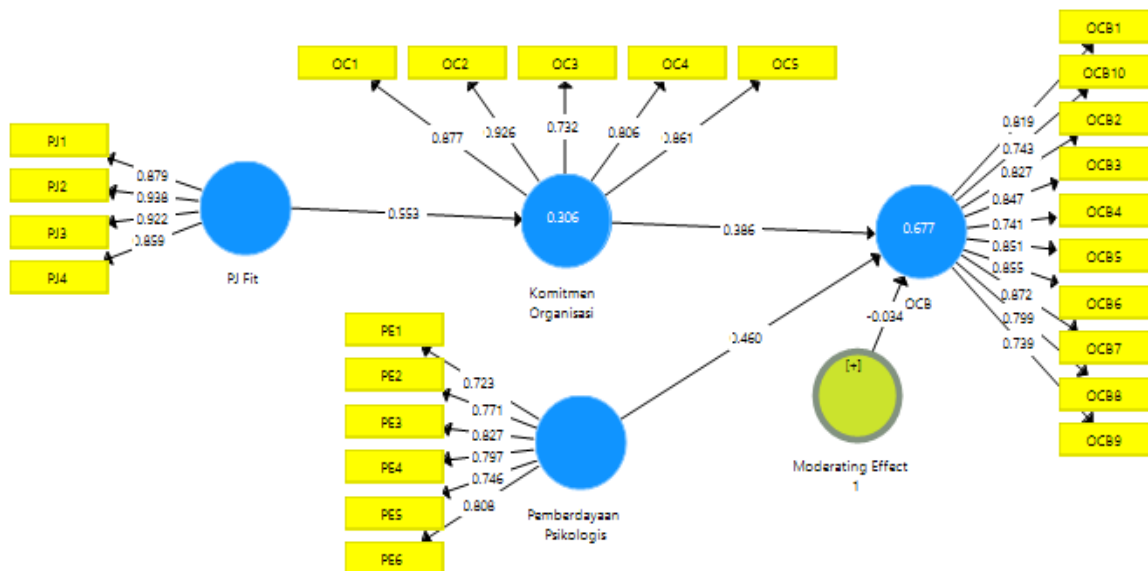 OC1
OC2
OC3
OC4
OC5
0.877
0.926
0.732
0.806
0.861
PJ1
PJ2
PJ3
PJ4
0.879
0.938
0.922
0.859
PJ Fit
0.553
0.306
Komitmen
Organisasi
0.386
PE1
PE2
PE3
PE4
PE5
PE6
0.723
0.771
0.827
0.797
0.746
0.808
Pemberdayaan
Psikologis
0.460
0.677
OCB
-0.034
[+]
Moderating Effect
1
0.819
0.743
0.827
0.847
0.741
0.851
0.855
0.872
0.799
0.739
OCB1
OCB10
OCB2
OCB3
OCB4
OCB5
OCB6
OCB7
OCB8
OCB9